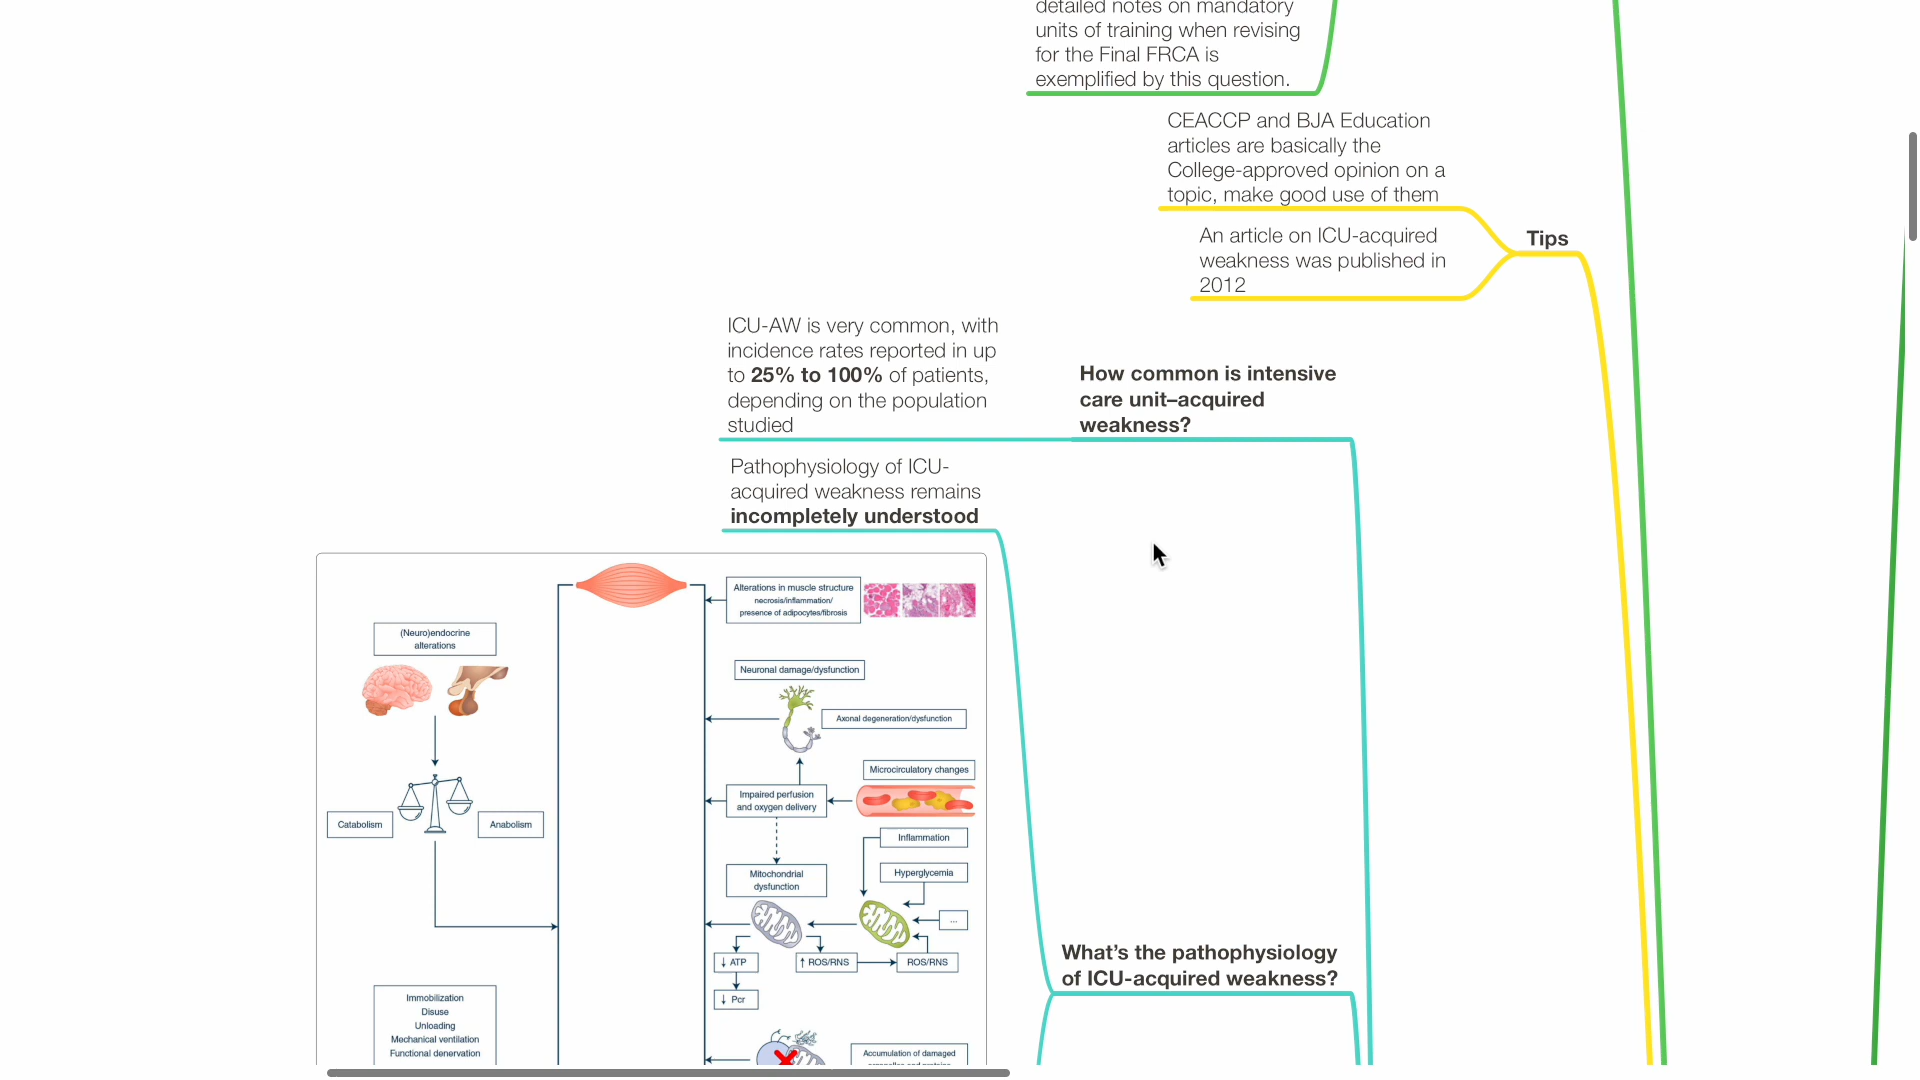 detailed notes on mandatory
units of training when revising
for the Final FRCA is
exemplified by this question.
CEACCP and BJA Education
articles are basically the
College-approved opinion on a
topic, make good use of them
An article on ICU-acquired
weakness was published in
2012
Tips
ICU-AW is very common, with
incidence rates reported in up
to 25% to 100% of patients,
depending on the population
studied
How common is intensive
care unit–acquired
weakness?
Pathophysiology of ICU-
acquired weakness remains
incompletely understood
Alterations in muscle structure
necrosis/inflammation/
presence of adipocytes/fibrosis
(Neuro)endocrine
alterations
Neuronal damage/dysfunction
Axonal degeneration/dysfunction
Microcirculatory changes
Impaired perfusion
and oxygen delivery
Catabolism
Anabolism
Inflammation
Hyperglycemia
Mitochondrial
dysfunction
...
↓ ATP
↑ ROS/RNS
ROS/RNS
↓ Pcr
What's the pathophysiology
of ICU-acquired weakness?
Immobilization
Disuse
Unloading
Mechanical ventilation
Functional denervation
Accumulation of damaged